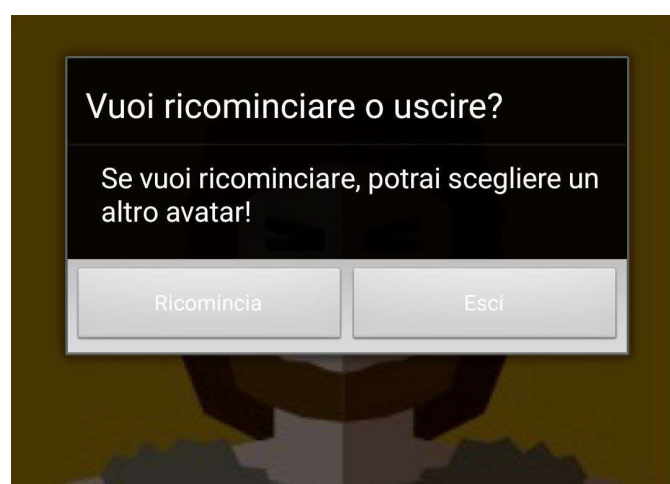 Vuoi ricominciare o uscire?
Se vuoi ricominciare, potrai scegliere un
altro avatar!
Ricomincia
Esci